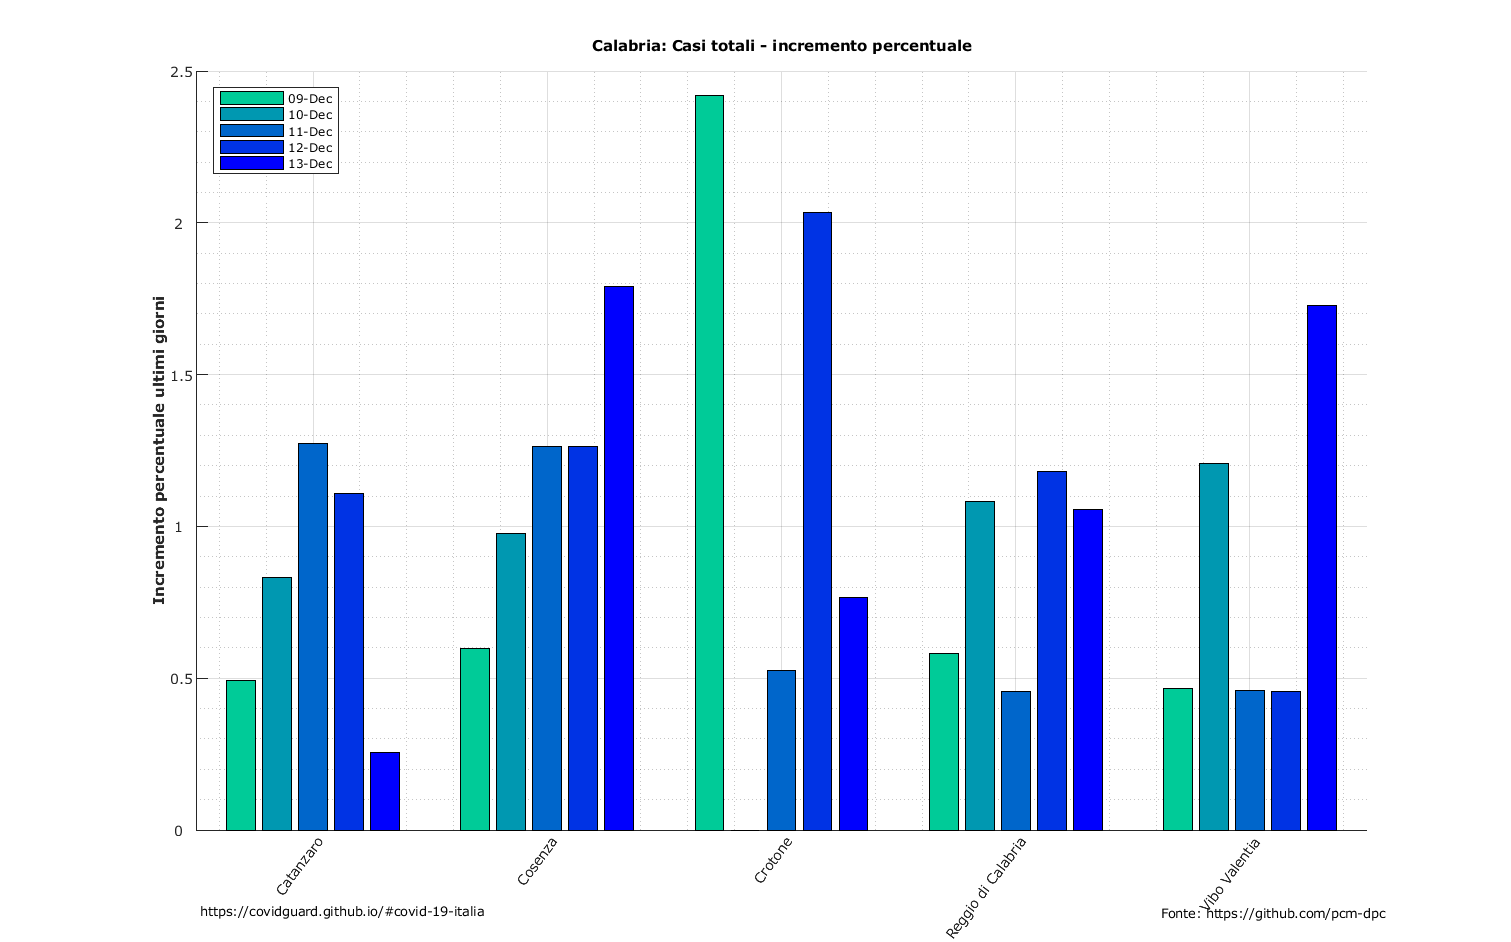 Calabria: Casi totali - incremento percentuale
2.5
09-Dec
10-Dec
11-Dec
12-Dec
13-Dec
2
1.5
1
0.5
0
Incremento percentuale ultimi giorni
Catanzaro
Cosenza
Crotone
Reggio di Calabria
Vibo Valentia
https://covidguard.github.io/#covid-19-italia
Fonte: https://github.com/pcm-dpc